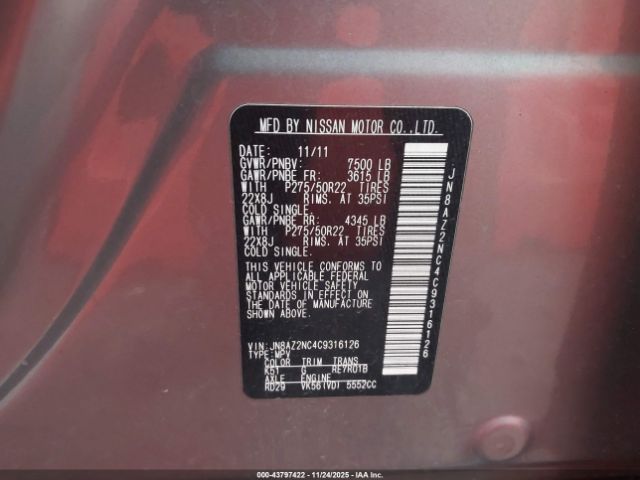 MFD BY NISSAN MOTOR CO.,LTD.
DATE: 11/11
GVWR/PNBV: 7500 LB
GAWR/PNBE FR: 3615 LB
WITH P275/50R22 TIRES
22X8J RIMS. AT 35PSI
COLD SINGLE.
GAWR/PNBE RR: 4345 LB
WITH P275/50R22 TIRES
22X8J RIMS. AT 35PSI
COLD SINGLE.
THIS VEHICLE CONFORMS TO
ALL APPLICABLE FEDERAL
MOTOR VEHICLE SAFETY
STANDARDS IN EFFECT ON
THE DATE OF MANUFACTURE
SHOWN ABOVE.
VIN:JN8AZ2NC4C9316126
TYPE:MPV
COLOR TRIM TRANS
K51 G RE7R01B
AXLE ENGINE
RD29 VK56(VD) 5552CC
JN8AZ2NC4C9316126
000-43797422 - 11/24/2025 - IAAI Inc.